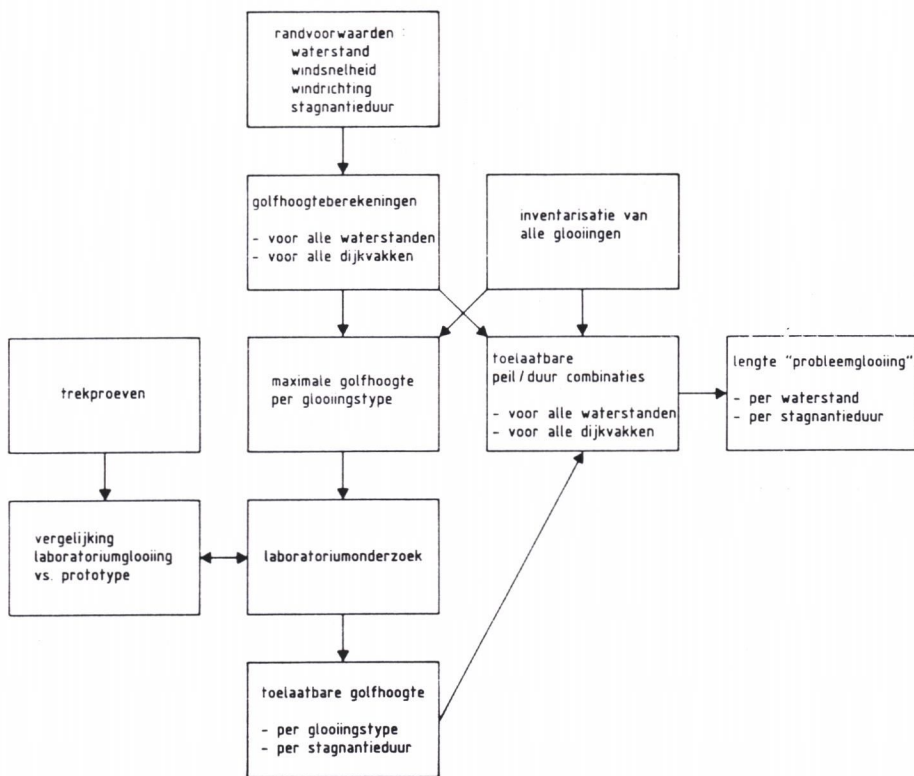 randvoorwaarden :
waterstand
windsnelheid
windrichting
stagnantieduur
golfhoogteberekeningen
- voor alle waterstanden
- voor alle dijkvakken
inventarisatie van
alle glooiingen
trekproeven
maximale golfhoogte
per glooiingstype
toelaatbare
peil/duur combinaties
- voor alle waterstanden
- voor alle dijkvakken
lengte "probleemglooiing"
- per waterstand
- per stagnantieduur
vergelijking
laboratoriumglooiing
vs. prototype
laboratoriumonderzoek
toelaatbare golfhoogte
- per glooiingstype
- per stagnantieduur